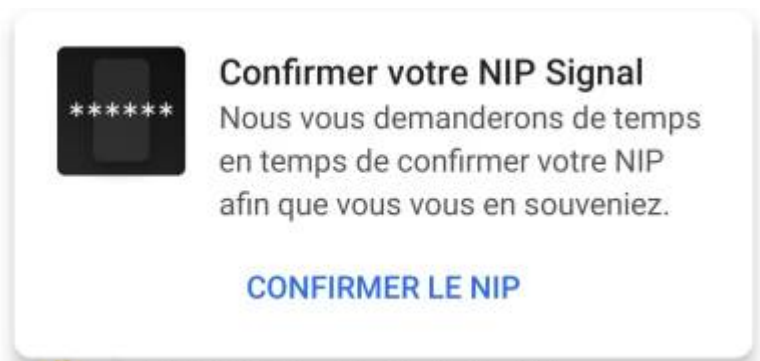 ******
Confirmer votre NIP Signal
Nous vous demanderons de temps
en temps de confirmer votre NIP
afin que vous vous en souveniez.
CONFIRMER LE NIP